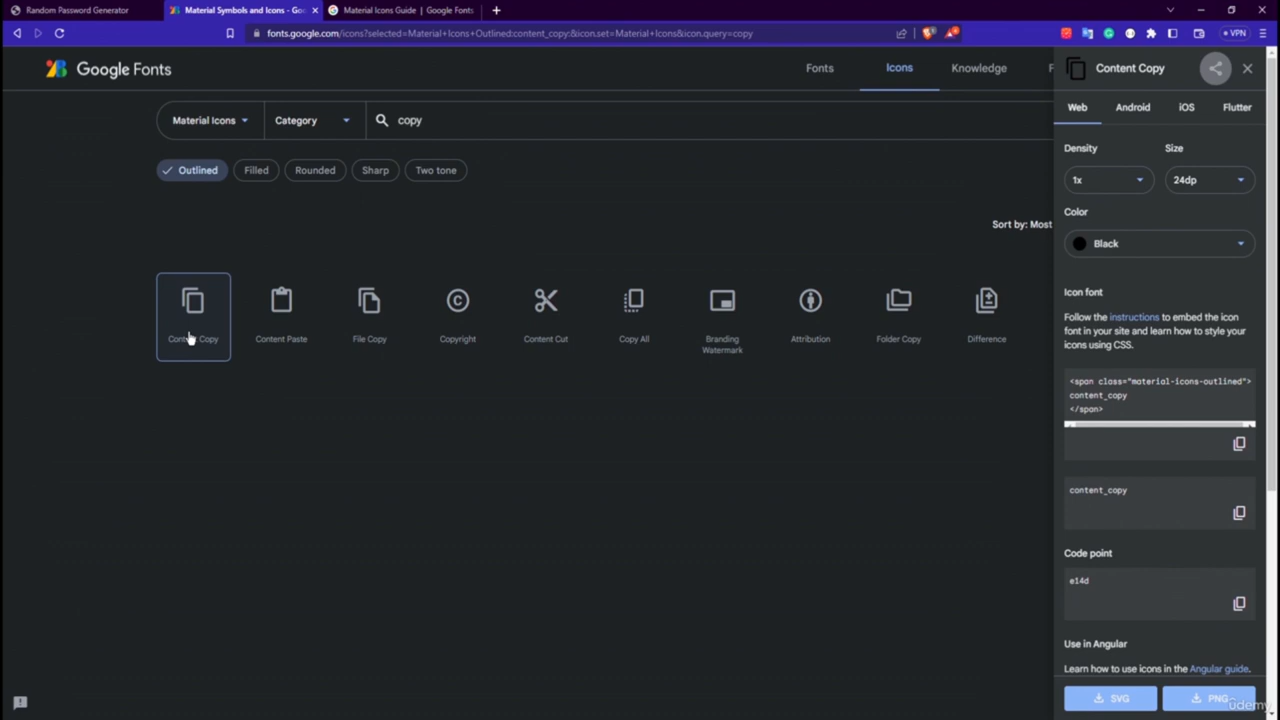 Random Password Generator
Material Symbols and Icons - Goo
Material Icons Guide | Google Fonts
fonts.google.com/icons?selected=Material+Icons+Outlined:content_copy:&icon.set=Material+Icons&icon.query=copy
VPN
Google Fonts
Fonts
Icons
Knowledge
F
Material Icons
Category
copy
Outlined
Filled
Rounded
Sharp
Two tone
Sort by: Most
Content Copy
Content Paste
File Copy
Copyright
Content Cut
Copy All
Branding
Watermark
Attribution
Folder Copy
Difference
Content Copy
Web
Android
iOS
Flutter
Density
Size
1x
24dp
Color
Black
Icon font
Follow the instructions to embed the icon
font in your site and learn how to style your
icons using CSS.
<span class="material-icons-outlined">
content_copy
</span>
content_copy
Code point
e14d
Use in Angular
Learn how to use icons in the Angular guide.
SVG
PNG
udemy